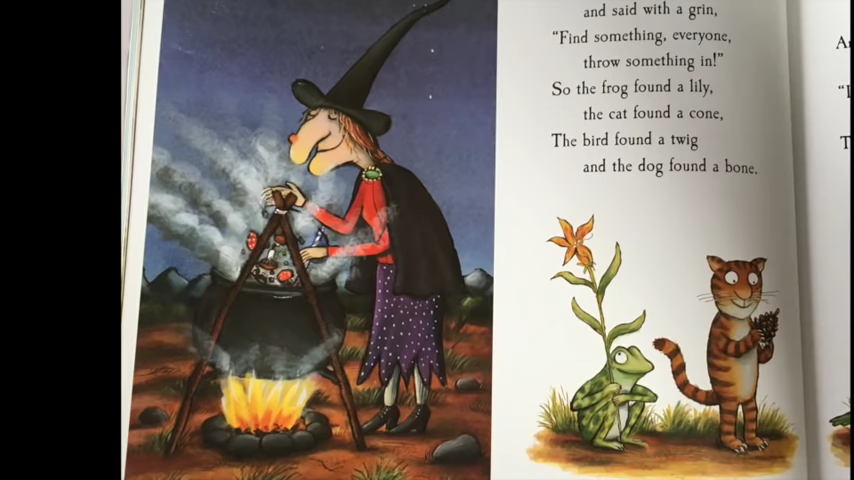 and said with a grin,
“Find something, everyone,
throw something in!”
So the frog found a lily,
the cat found a cone,
The bird found a twig
and the dog found a bone.